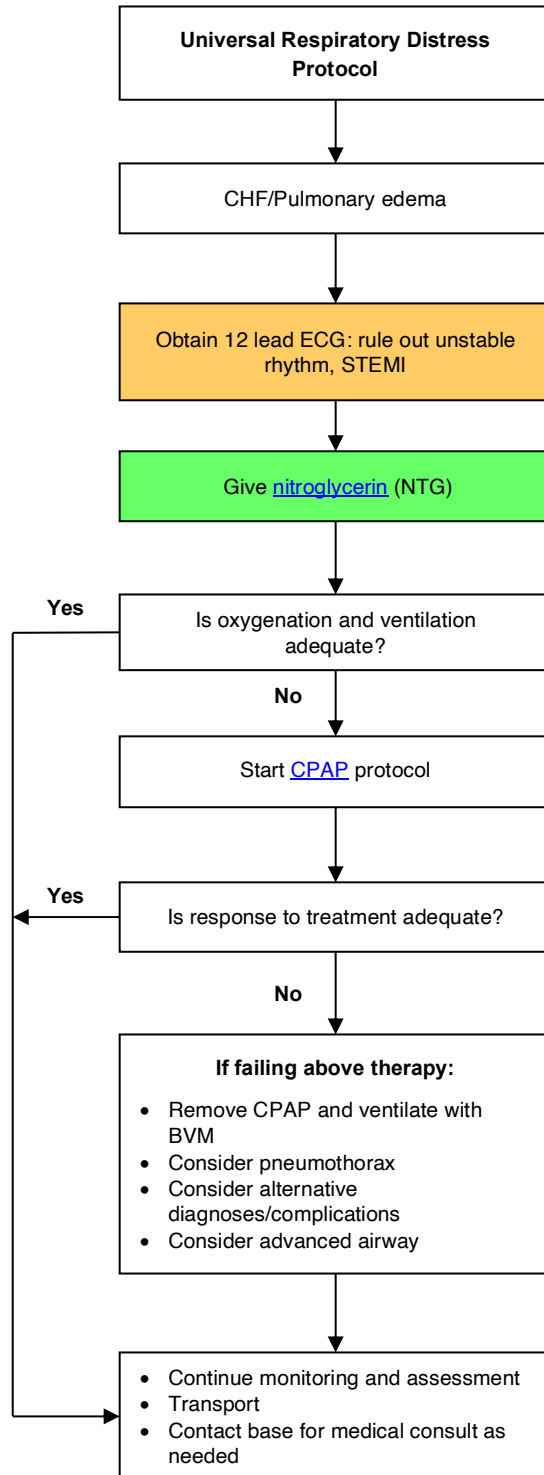 Universal Respiratory Distress
Protocol
CHF/Pulmonary edema
Obtain 12 lead ECG: rule out unstable
rhythm, STEMI
Give nitroglycerin (NTG)
Yes
Is oxygenation and ventilation
adequate?
No
Start CPAP protocol
Yes
Is response to treatment adequate?
No
If failing above therapy:
• Remove CPAP and ventilate with
BVM
• Consider pneumothorax
• Consider alternative
diagnoses/complications
• Consider advanced airway
• Continue monitoring and assessment
• Transport
• Contact base for medical consult as
needed